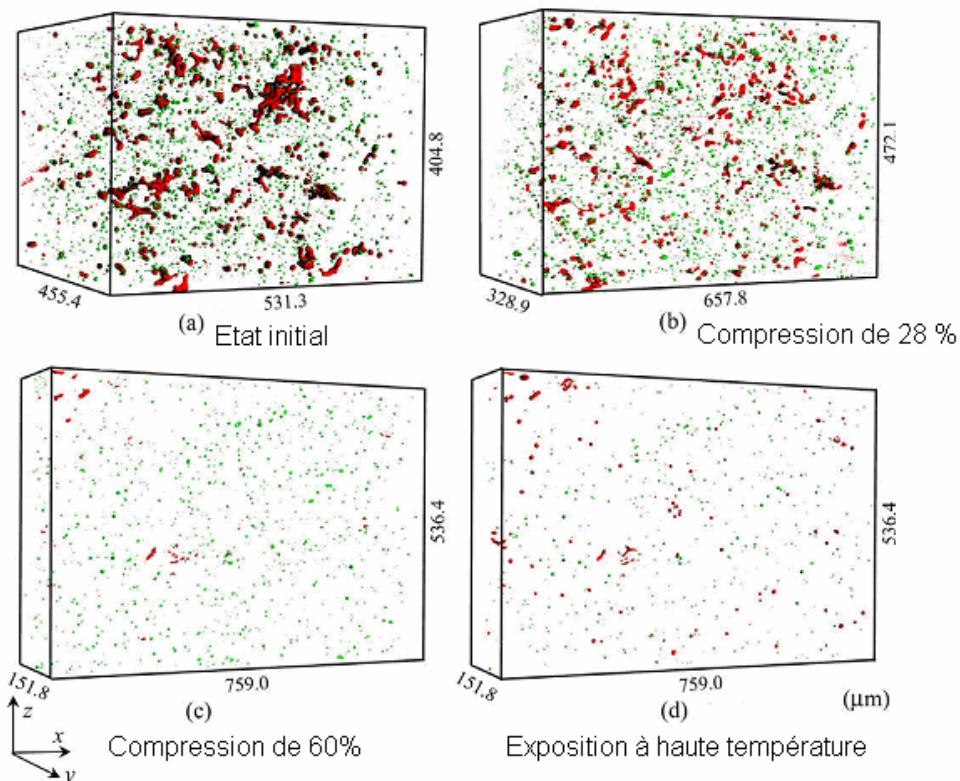 404.8
455.4
531.3
(a) Etat initial
472.1
328.9
657.8
(b) Compression de 28 %
536.4
151.8
759.0
(c)
Compression de 60%
z
x
y
536.4
151.8
759.0
(d) (μm)
Exposition à haute température